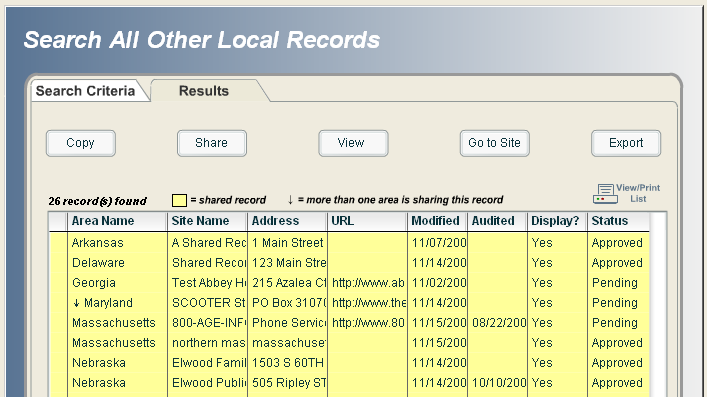 Search All Other Local Records
Search Criteria Results
Copy Share View Go to Site Export
26 record(s) found = shared record ↓ = more than one area is sharing this record View/Print List
Area Name Site Name Address URL Modified Audited Display? Status
Arkansas A Shared Rec 1 Main Street 11/07/200 Yes Approved
Delaware Shared Reco 123 Main Stre 11/14/200 Yes Approved
Georgia Test Abbey Ho 215 Azalea Ct http://www.ab 11/02/200 Yes Pending
↓ Maryland SCOOTER St PO Box 31070 http://www.the 11/14/200 Yes Pending
Massachusetts 800-AGE-INF Phone Servic http://www.80 11/15/200 08/22/200 Yes Pending
Massachusetts northern mas massachuset 11/15/200 Yes Approved
Nebraska Elwood Famil 1503 S 60TH 11/14/200 Yes Approved
Nebraska Elwood Publi 505 Ripley ST 11/14/200 10/10/200 Yes Approved